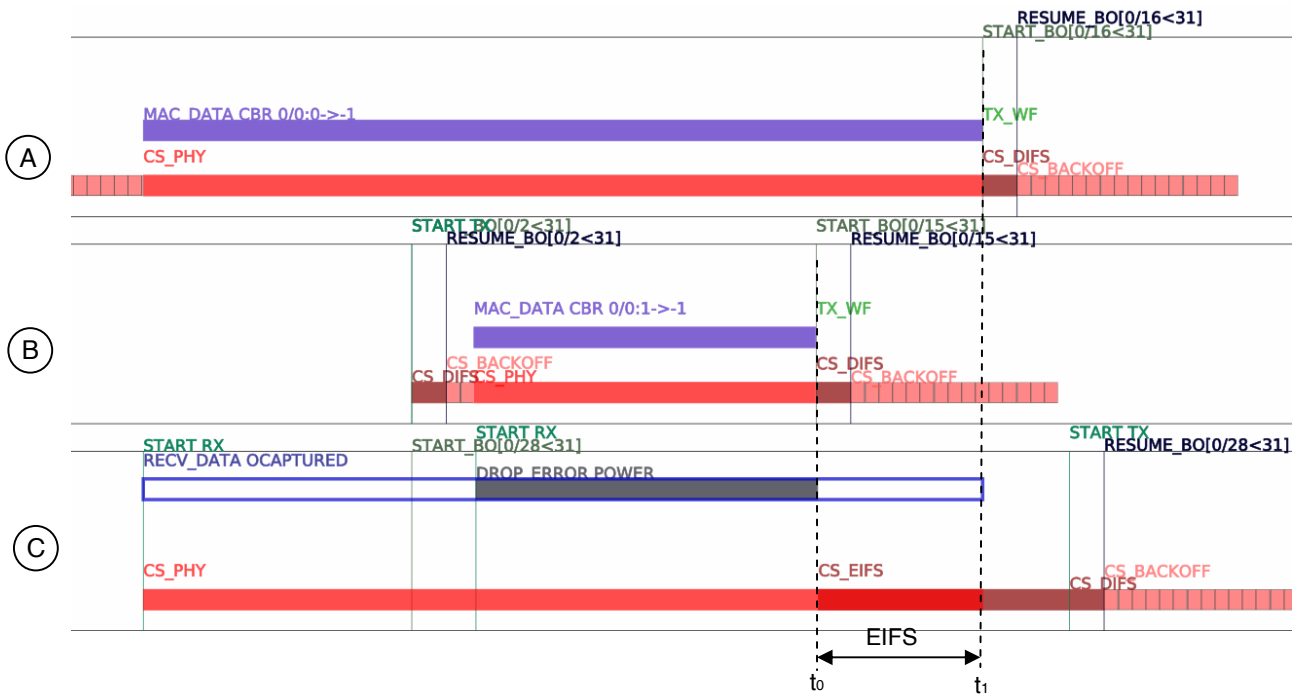 RESUME_BO[0/16<31]
START_BO[0/16<31]
MAC_DATA CBR 0/0:0->-1
TX_WF
A
CS_PHY
CS_DIFS
CS_BACKOFF
START TX
BO[0/2<31]
START_BO[0/15<31]
RESUME_BO[0/2<31]
RESUME_BO[0/15<31]
MAC_DATA CBR 0/0:1->-1
TX_WF
B
CS_BACKOFF
CS_DIFS
CS_DIFS
CS_PHY
CS_BACKOFF
START RX
START TX
START RX
START_BO[0/28<31]
RESUME_BO[0/28<31]
RECV_DATA OCAPTURED
DROP_ERROR POWER
C
CS_PHY
CS_EIFS
CS_BACKOFF
CS_DIFS
EIFS
t0
t1